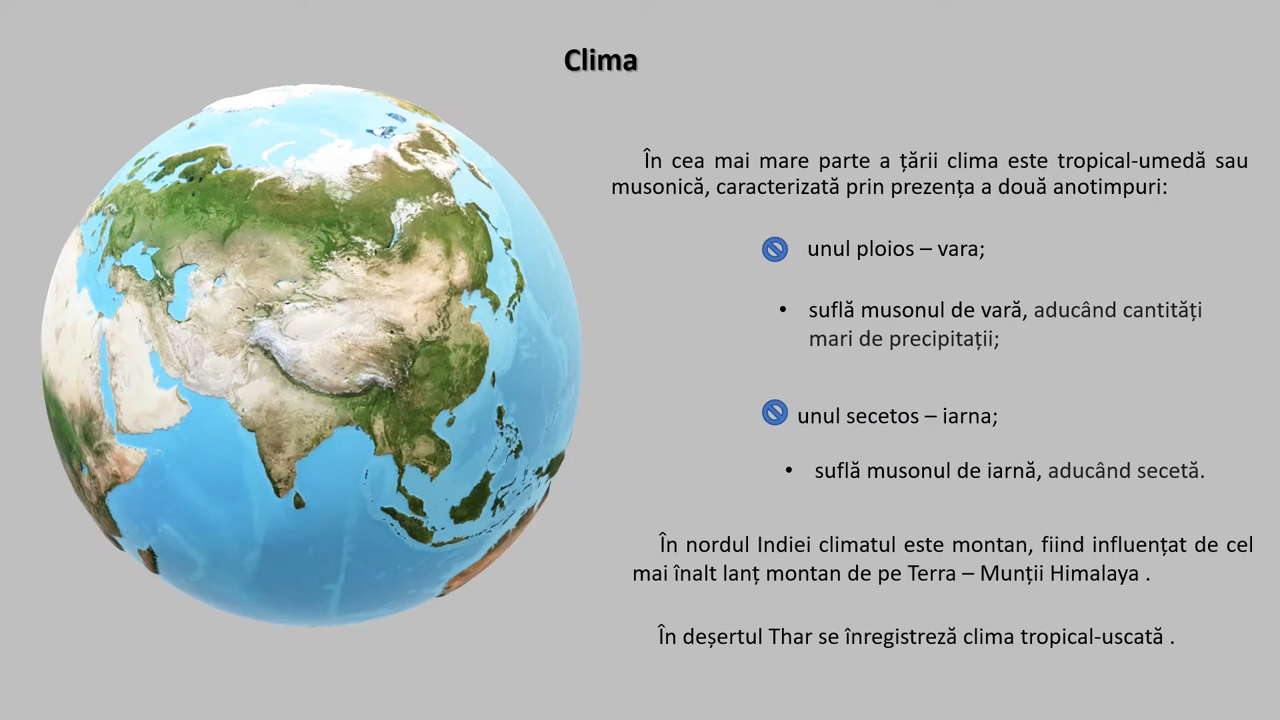 Clima
În cea mai mare parte a țării clima este tropical-umedă sau
musonică, caracterizată prin prezența a două anotimpuri:
unul ploios – vara;
• suflă musonul de vară, aducând cantități
mari de precipitații;
unul secetos – iarna;
• suflă musonul de iarnă, aducând secetă.
În nordul Indiei climatul este montan, fiind influențat de cel
mai înalt lanț montan de pe Terra – Munții Himalaya .
În deșertul Thar se înregistreză clima tropical-uscată .